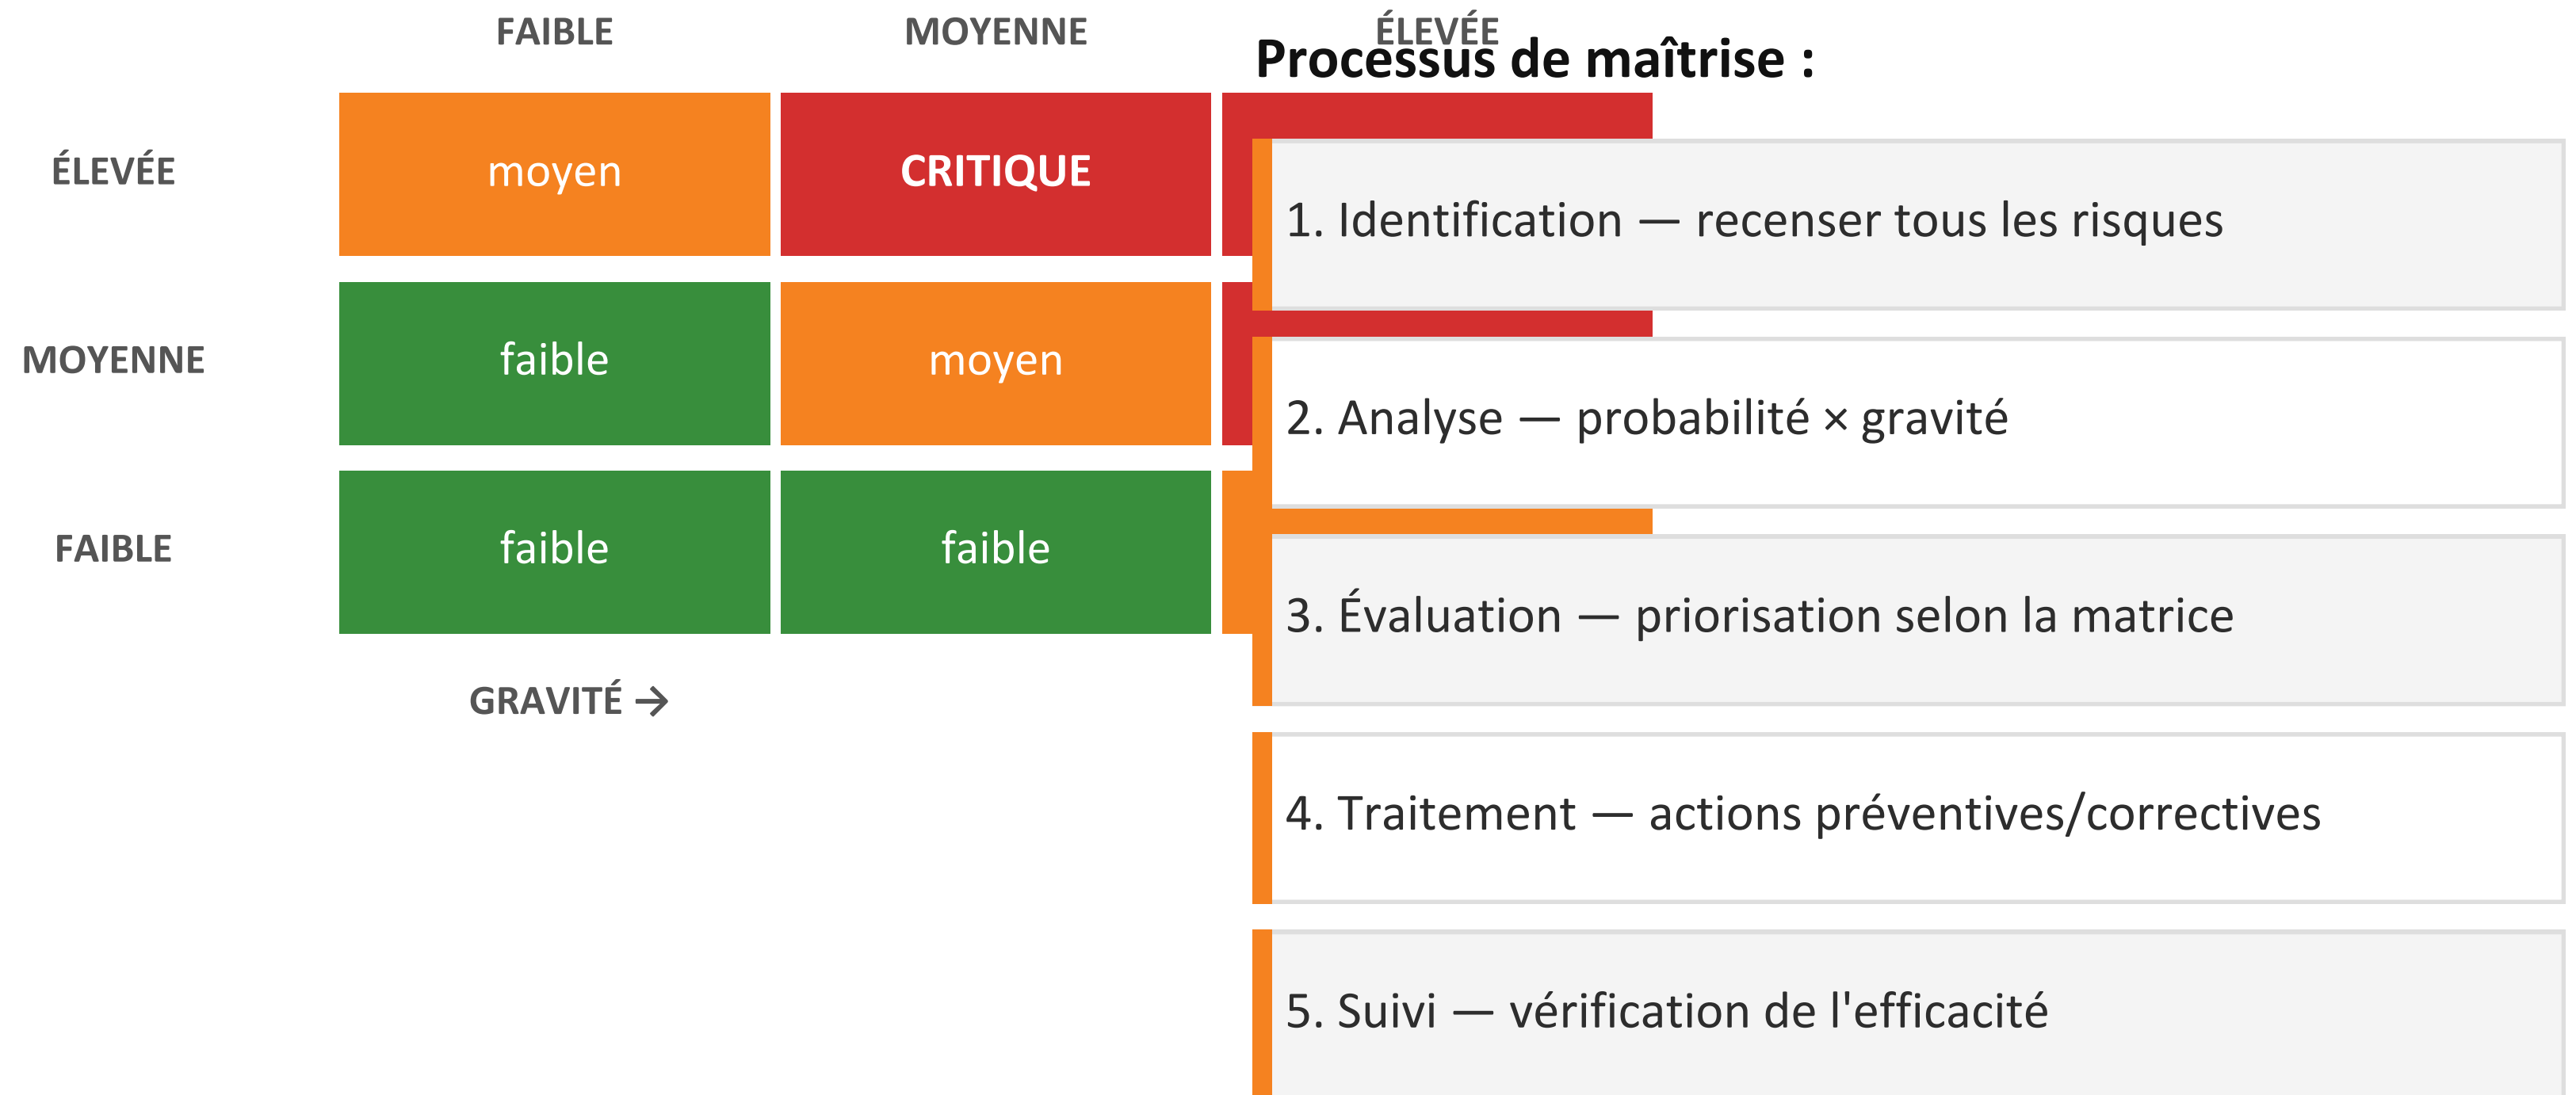 FAIBLE MOYENNE ÉLEVÉE
ÉLEVÉE moyen CRITIQUE
MOYENNE faible moyen
FAIBLE faible faible
GRAVITÉ →
Processus de maîtrise :
1. Identification — recenser tous les risques
2. Analyse — probabilité × gravité
3. Évaluation — priorisation selon la matrice
4. Traitement — actions préventives/correctives
5. Suivi — vérification de l'efficacité